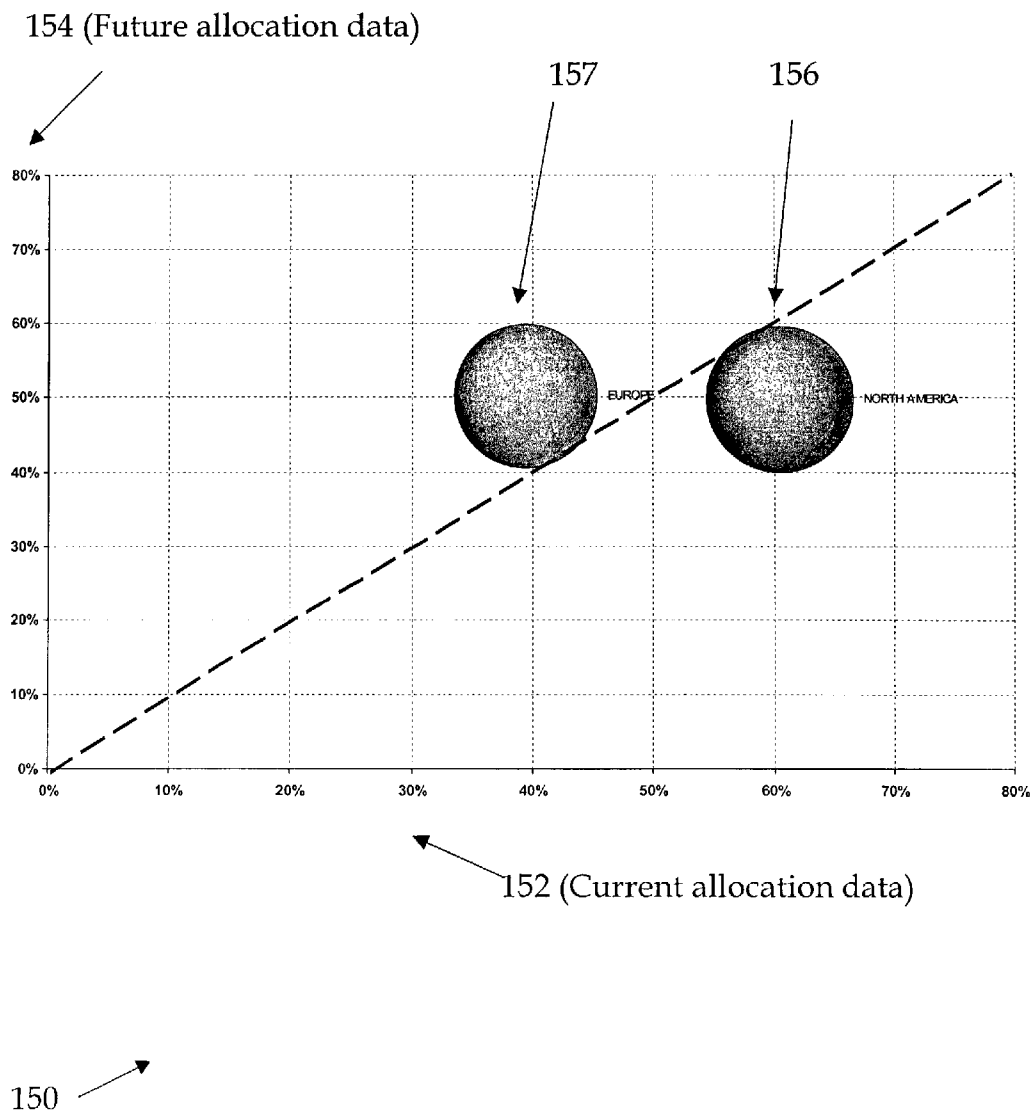 154 (Future allocation data)
157 156
80%
70%
60%
50%
EUROPE NORTH AMERICA
40%
30%
20%
10%
0%
0% 10% 20% 30% 40% 50% 60% 70% 80%
152 (Current allocation data)
150